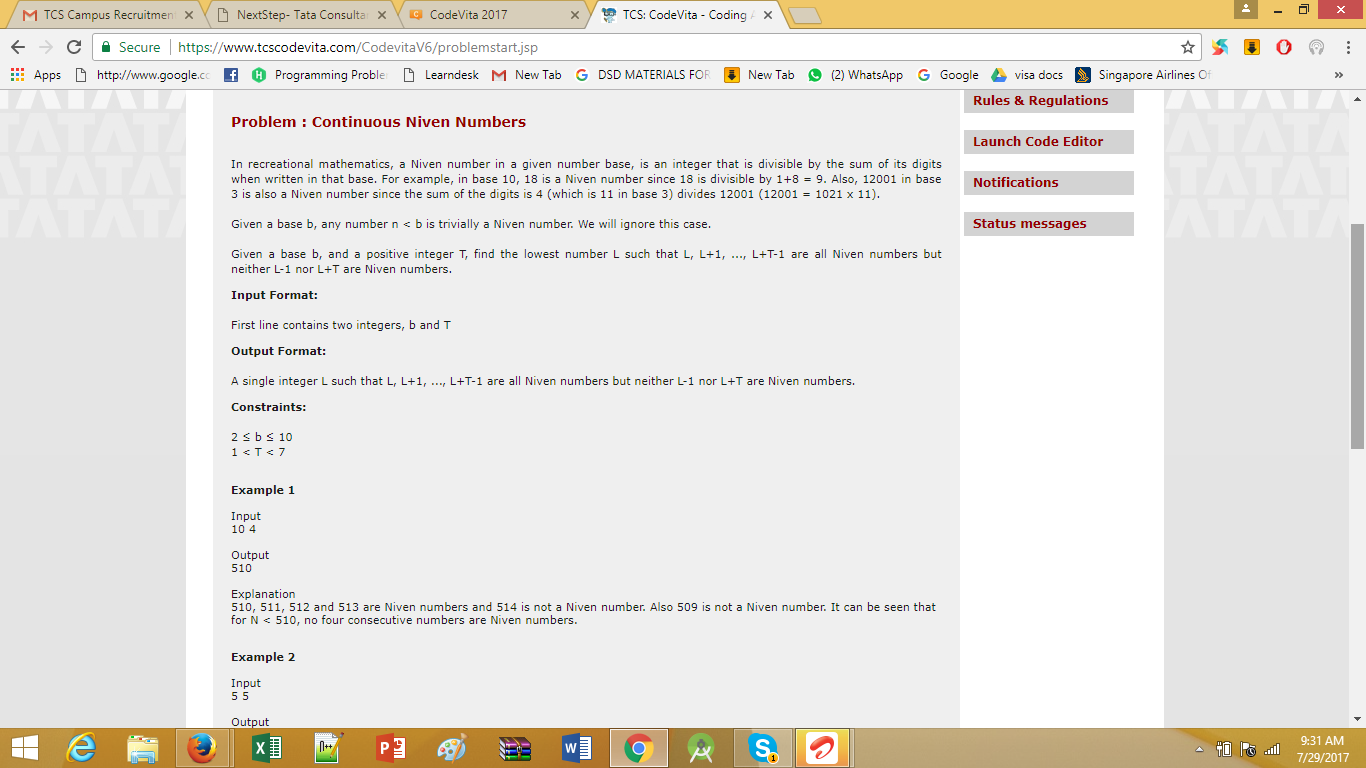 TCS Campus Recruitmen
NextStep- Tata Consulta
CodeVita 2017
TCS: CodeVita - Coding A
Secure
https://www.tcscodevita.com/CodevitaV6/problemstart.jsp
Apps
http://www.google.co
Programming Proble
Learndesk
New Tab
DSD MATERIALS FOR
New Tab
(2) WhatsApp
Google
visa docs
Singapore Airlines Of
»
Problem : Continuous Niven Numbers
In recreational mathematics, a Niven number in a given number base, is an integer that is divisible by the sum of its digits
when written in that base. For example, in base 10, 18 is a Niven number since 18 is divisible by 1+8 = 9. Also, 12001 in base
3 is also a Niven number since the sum of the digits is 4 (which is 11 in base 3) divides 12001 (12001 = 1021 x 11).
Given a base b, any number n < b is trivially a Niven number. We will ignore this case.
Given a base b, and a positive integer T, find the lowest number L such that L, L+1, ..., L+T-1 are all Niven numbers but
neither L-1 nor L+T are Niven numbers.
Input Format:
First line contains two integers, b and T
Output Format:
A single integer L such that L, L+1, ..., L+T-1 are all Niven numbers but neither L-1 nor L+T are Niven numbers.
Constraints:
2 ≤ b ≤ 10
1 < T < 7
Example 1
Input
10 4
Output
510
Explanation
510, 511, 512 and 513 are Niven numbers and 514 is not a Niven number. Also 509 is not a Niven number. It can be seen that
for N < 510, no four consecutive numbers are Niven numbers.
Example 2
Input
5 5
Output
Rules & Regulations
Launch Code Editor
Notifications
Status messages
9:31 AM
7/29/2017